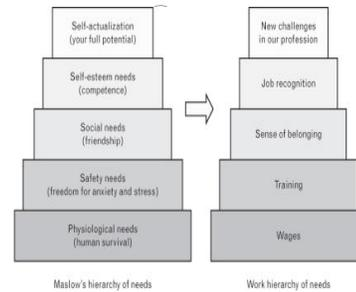 Self-actualization
(your full potential)
Self-esteem needs
(competence)
Social needs
(friendship)
Safety needs
(freedom for anxiety and stress)
Physiological needs
(human survival)
Maslow's hierarchy of needs
New challenges
in our profession
Job recognition
Sense of belonging
Training
Wages
Work hierarchy of needs